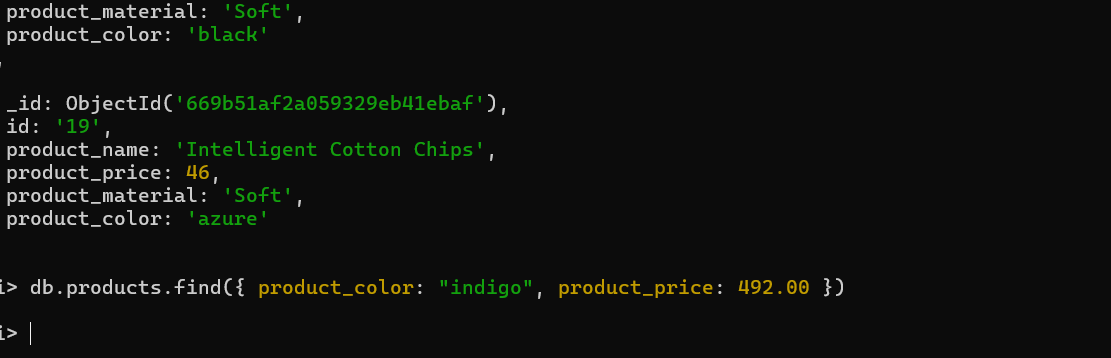 product_material: 'Soft',
product_color: 'black'
,
_id: ObjectId('669b51af2a059329eb41ebaf'),
id: '19',
product_name: 'Intelligent Cotton Chips',
product_price: 46,
product_material: 'Soft',
product_color: 'azure'
i> db.products.find({ product_color: "indigo", product_price: 492.00 })
i>